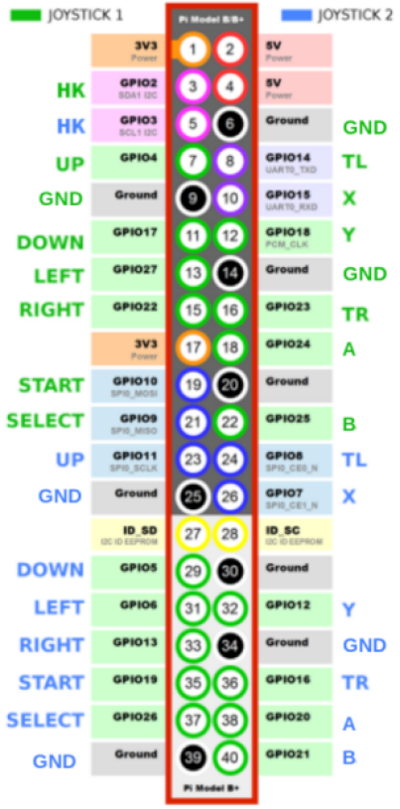 JOYSTICK 1 JOYSTICK 2
Pi Model B/B+
3V3 Power 1 2 5V Power
HK GPIO2 SDA1 I2C 3 4 5V Power
HK GPIO3 SCL1 I2C 5 6 Ground GND
UP GPIO4 7 8 GPIO14 UART0_TXD TL
GND Ground 9 10 GPIO15 UART0_RXD X
DOWN GPIO17 11 12 GPIO18 PCM_CLK Y
LEFT GPIO27 13 14 Ground GND
RIGHT GPIO22 15 16 GPIO23 TR
3V3 Power 17 18 GPIO24 A
START GPIO10 SPI0_MOSI 19 20 Ground
SELECT GPIO9 SPI0_MISO 21 22 GPIO25 B
UP GPIO11 SPI0_SCLK 23 24 GPIO8 SPI0_CE0_N TL
GND Ground 25 26 GPIO7 SPI0_CE1_N X
ID_SD I2C ID EEPROM 27 28 ID_SC I2C ID EEPROM
DOWN GPIO5 29 30 Ground
LEFT GPIO6 31 32 GPIO12 Y
RIGHT GPIO13 33 34 Ground GND
START GPIO19 35 36 GPIO16 TR
SELECT GPIO26 37 38 GPIO20 A
GND Ground 39 40 GPIO21 B
Pi Model B+